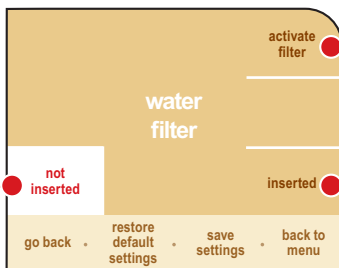 activate
filter
water
filter
not
inserted
inserted
go back
restore
default
settings
save
settings
back to
menu